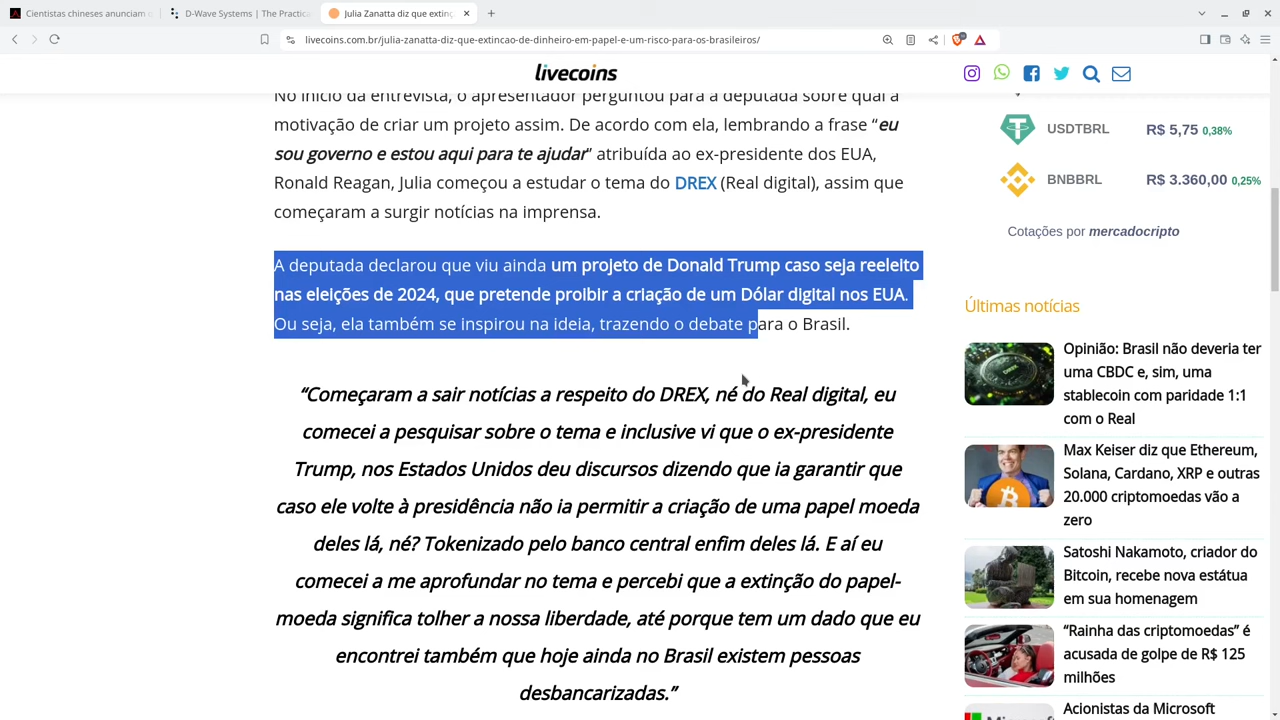 Cientistas chineses anunciam
D-Wave Systems | The Practica
Julia Zanatta diz que extinç
livecoins.com.br/julia-zanatta-diz-que-extincao-de-dinheiro-em-papel-e-um-risco-para-os-brasileiros/
livecoins
No início da entrevista, o apresentador perguntou para a deputada sobre qual a
motivação de criar um projeto assim. De acordo com ela, lembrando a frase “eu
sou governo e estou aqui para te ajudar” atribuída ao ex-presidente dos EUA,
Ronald Reagan, Julia começou a estudar o tema do DREX (Real digital), assim que
começaram a surgir notícias na imprensa.
A deputada declarou que viu ainda um projeto de Donald Trump caso seja reeleito
nas eleições de 2024, que pretende proibir a criação de um Dólar digital nos EUA.
Ou seja, ela também se inspirou na ideia, trazendo o debate para o Brasil.
“Começaram a sair notícias a respeito do DREX, né do Real digital, eu
comecei a pesquisar sobre o tema e inclusive vi que o ex-presidente
Trump, nos Estados Unidos deu discursos dizendo que ia garantir que
caso ele volte à presidência não ia permitir a criação de uma papel moeda
deles lá, né? Tokenizado pelo banco central enfim deles lá. E aí eu
comecei a me aprofundar no tema e percebi que a extinção do papel-
moeda significa tolher a nossa liberdade, até porque tem um dado que eu
encontrei também que hoje ainda no Brasil existem pessoas
desbancarizadas.”
USDTBRL R$ 5,75 0,38%
BNBBRL R$ 3.360,00 0,25%
Cotações por mercadocripto
Últimas notícias
Opinião: Brasil não deveria ter
uma CBDC e, sim, uma
stablecoin com paridade 1:1
com o Real
Max Keiser diz que Ethereum,
Solana, Cardano, XRP e outras
20.000 criptomoedas vão a
zero
Satoshi Nakamoto, criador do
Bitcoin, recebe nova estátua
em sua homenagem
“Rainha das criptomoedas” é
acusada de golpe de R$ 125
milhões
Acionistas da Microsoft